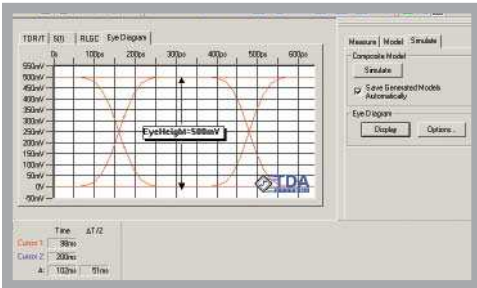 TDR/T S(f) RLGC Eye Diagram
0s 100ps 200ps 300ps 400ps 500ps 600ps
550mV
500mV
450mV
400mV
350mV
300mV
250mV
200mV
150mV
100mV
50mV
0V
-50mV
EyeHeight=500mV
TDA
Measure Model Simulate
Composite Model
Simulate
Save Generated Models
Automatically
Eye Diagram
Display Options...
Time ΔT/2
Cursor 1:
Cursor 2: